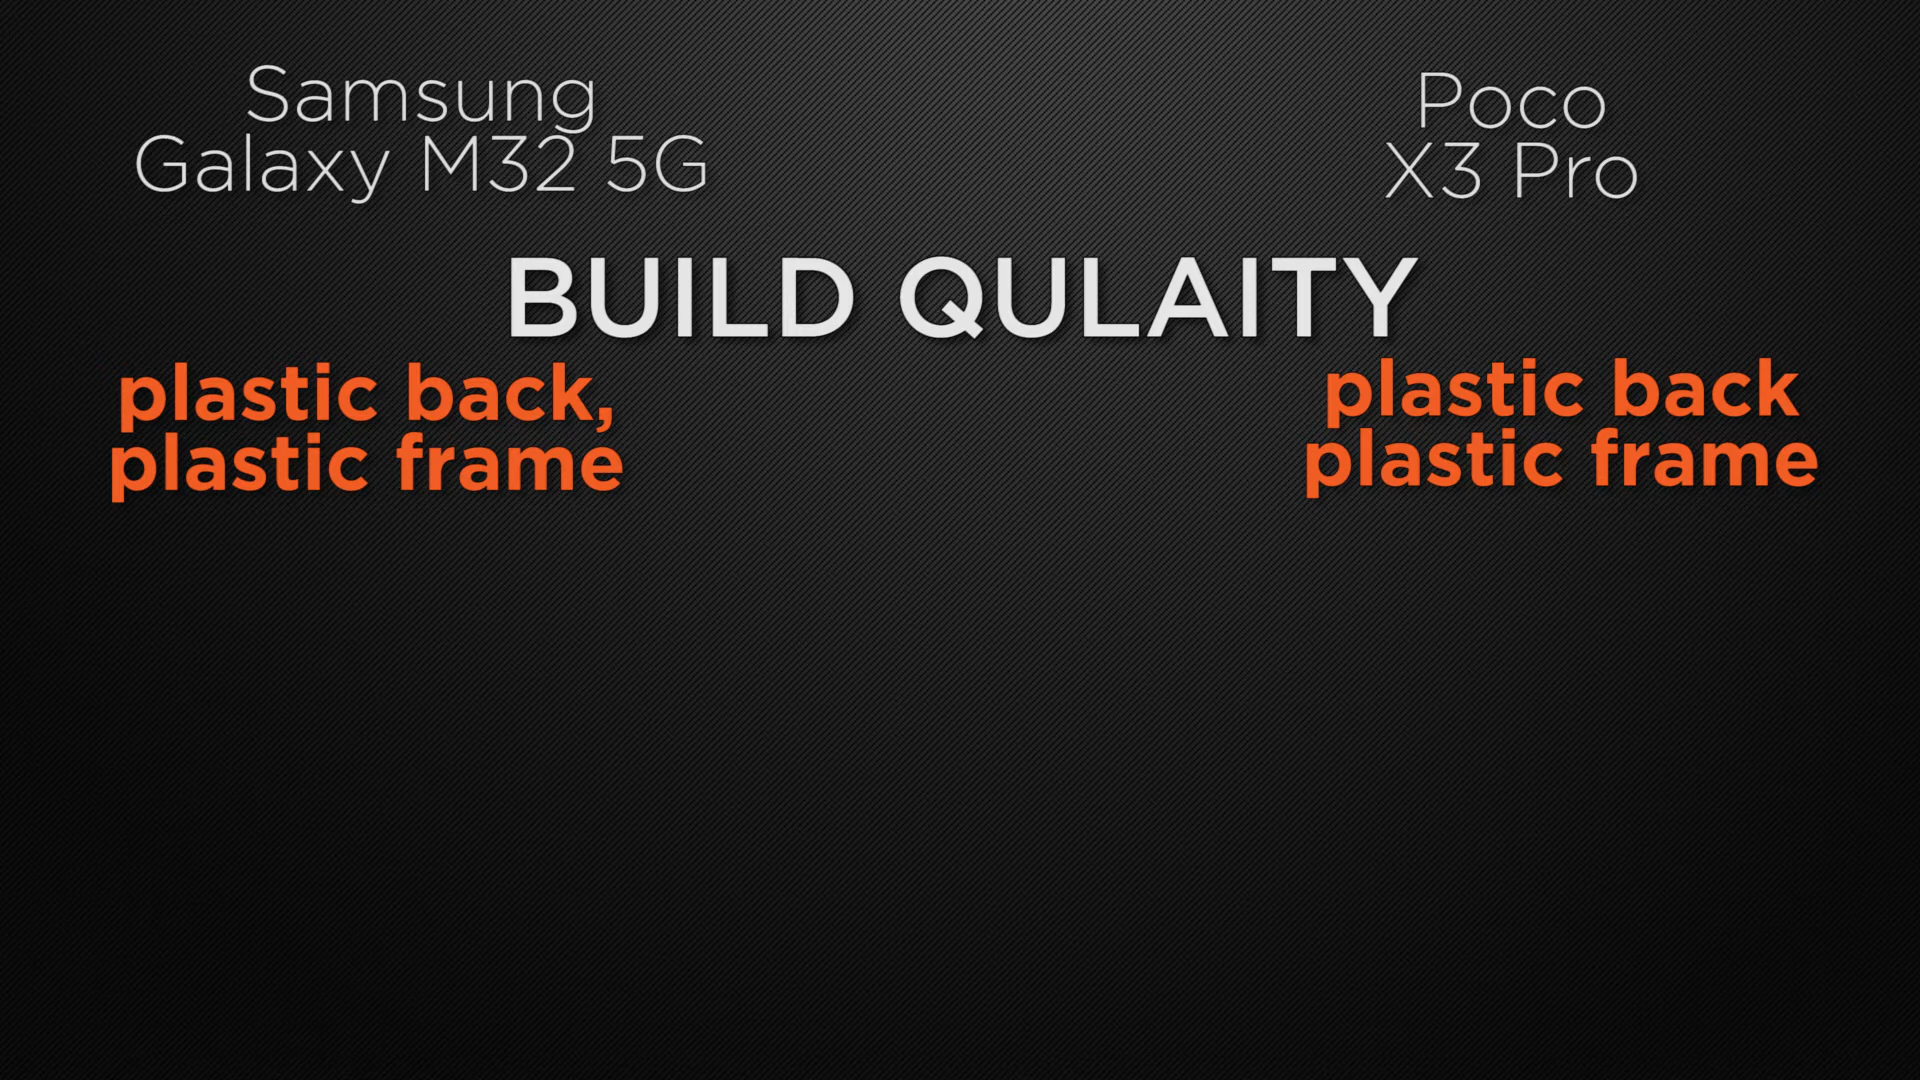 Samsung
Galaxy M32 5G
Poco
X3 Pro
BUILD QULAITY
plastic back,
plastic frame
plastic back
plastic frame